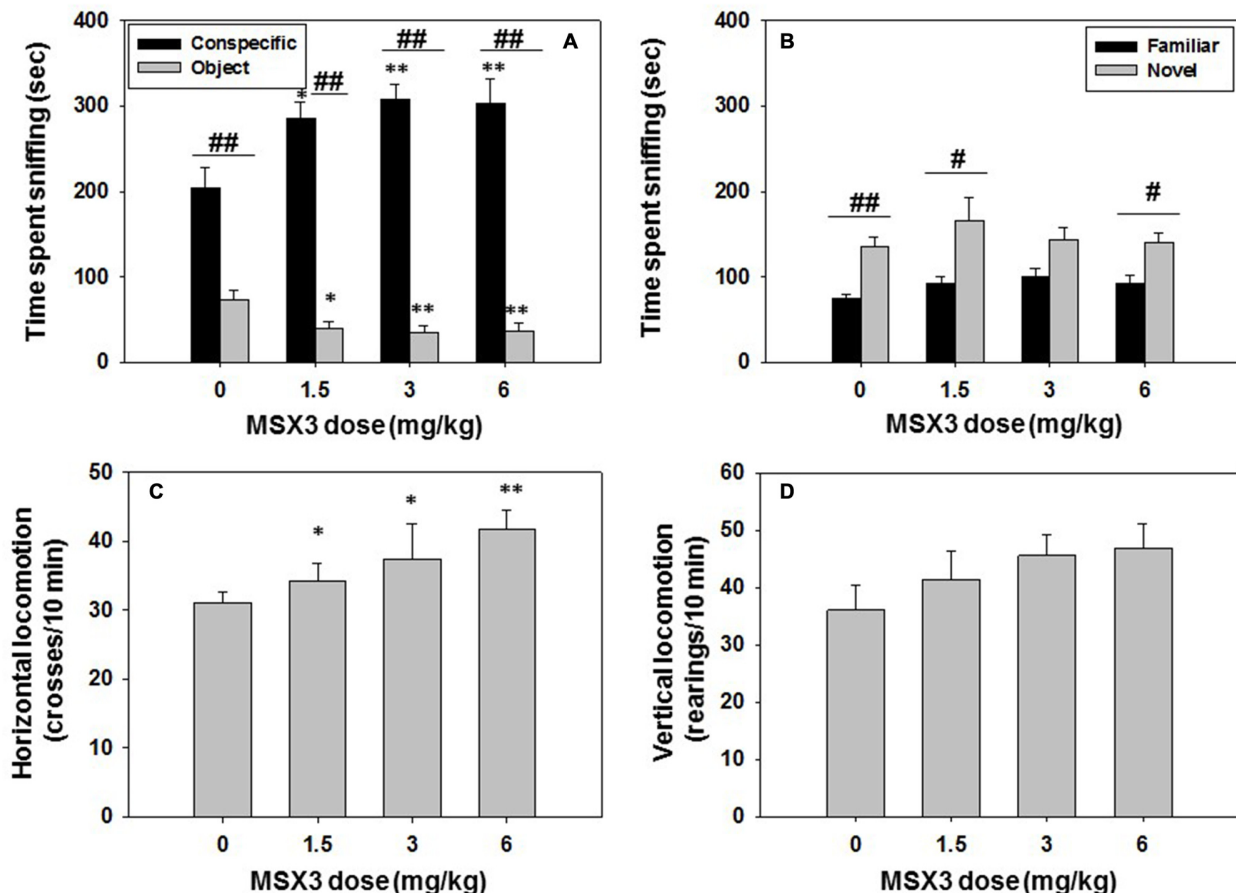 400
300
200
100
0
Time spent sniffing (sec)
Conspecific
Object
A
##
*
##
##
**
##
**
*
**
**
0 1.5 3 6
MSX3 dose (mg/kg)
400
300
200
100
0
Time spent sniffing (sec)
B
Familiar
Novel
##
#
#
0 1.5 3 6
MSX3 dose (mg/kg)
50
40
30
20
10
0
Horizontal locomotion
(crosses/10 min)
C
*
*
**
0 1.5 3 6
MSX3 dose (mg/kg)
60
50
40
30
20
10
0
Vertical locomotion
(rearings/10 min)
D
0 1.5 3 6
MSX3 dose (mg/kg)